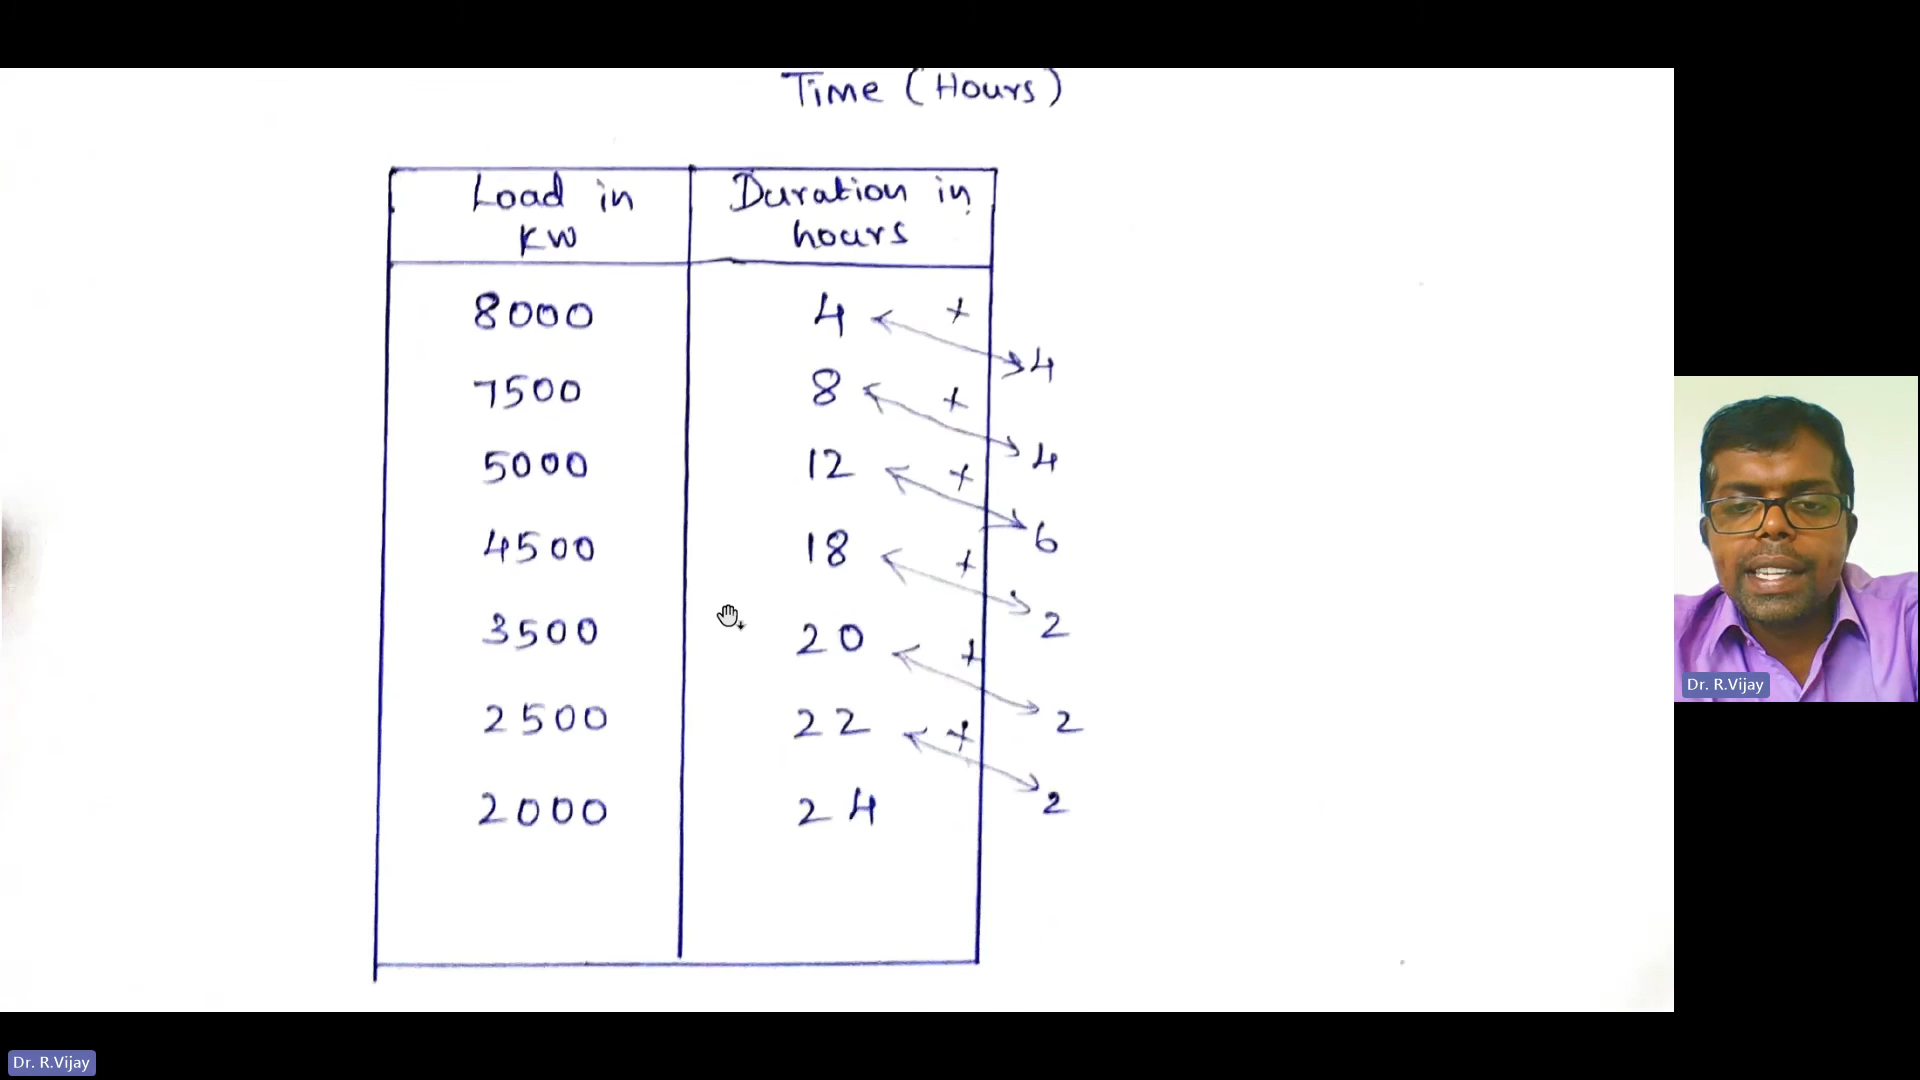 Time (Hours)
Load in Duration in
KW hours
8000 4 +
4
7500 8 +
4
5000 12 +
6
4500 18 +
2
3500 20 +
2
2500 22 +
2
2000 24
Dr. R.Vijay
Dr. R.Vijay